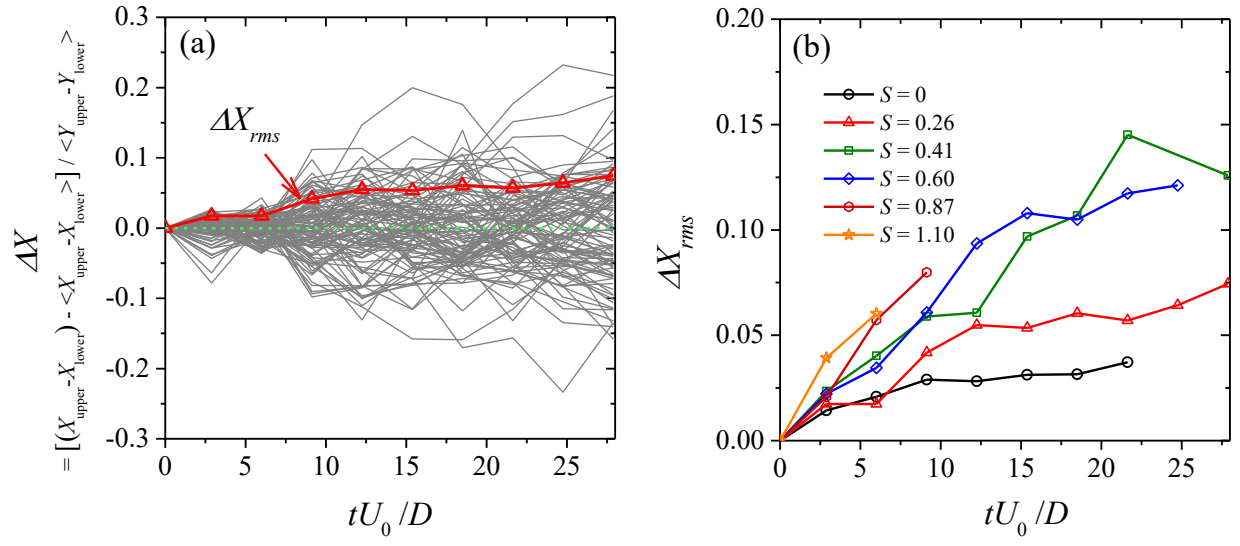 (a)
ΔX
= [(X_upper-X_lower) - <X_upper-X_lower>] / <Y_upper-Y_lower>
0.3
0.2
0.1
0.0
-0.1
-0.2
-0.3
ΔX_rms
0 5 10 15 20 25
tU_0/D
(b)
ΔX_rms
0.20
0.15
0.10
0.05
0.00
S = 0
S = 0.26
S = 0.41
S = 0.60
S = 0.87
S = 1.10
0 5 10 15 20 25
tU_0/D